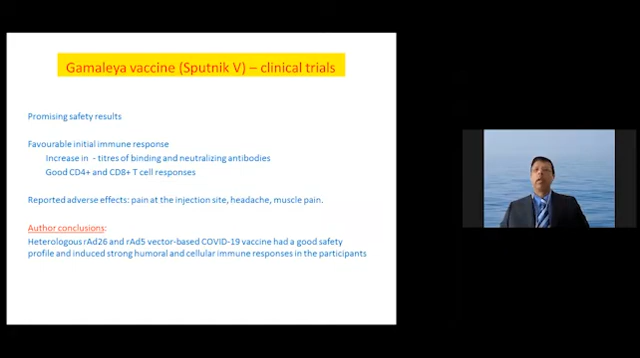 Gamaleya vaccine (Sputnik V) – clinical trials
Promising safety results
Favourable initial immune response
Increase in - titres of binding and neutralizing antibodies
Good CD4+ and CD8+ T cell responses
Reported adverse effects: pain at the injection site, headache, muscle pain.
Author conclusions:
Heterologous rAd26 and rAd5 vector-based COVID-19 vaccine had a good safety
profile and induced strong humoral and cellular immune responses in the participants